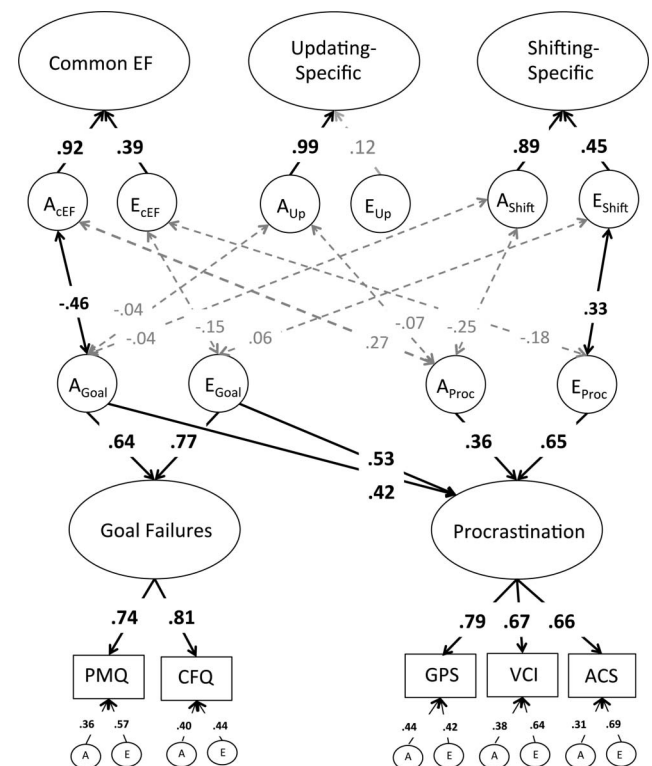 Common EF
Updating-
Specific
Shifting-
Specific
.92 .39 .99 .12 .89 .45
AcEF EcEF AUp EUp AShift EShift
-.46 -.04 -.04 -.15 .06 .27 -.07 -.25 -.18 .33
AGoal EGoal AProc EProc
.64 .77 .53 .42 .36 .65
Goal Failures Procrastination
.74 .81 .79 .67 .66
PMQ CFQ GPS VCI ACS
.36 .57 .40 .44 .44 .42 .38 .64 .31 .69
A E A E A E A E A E